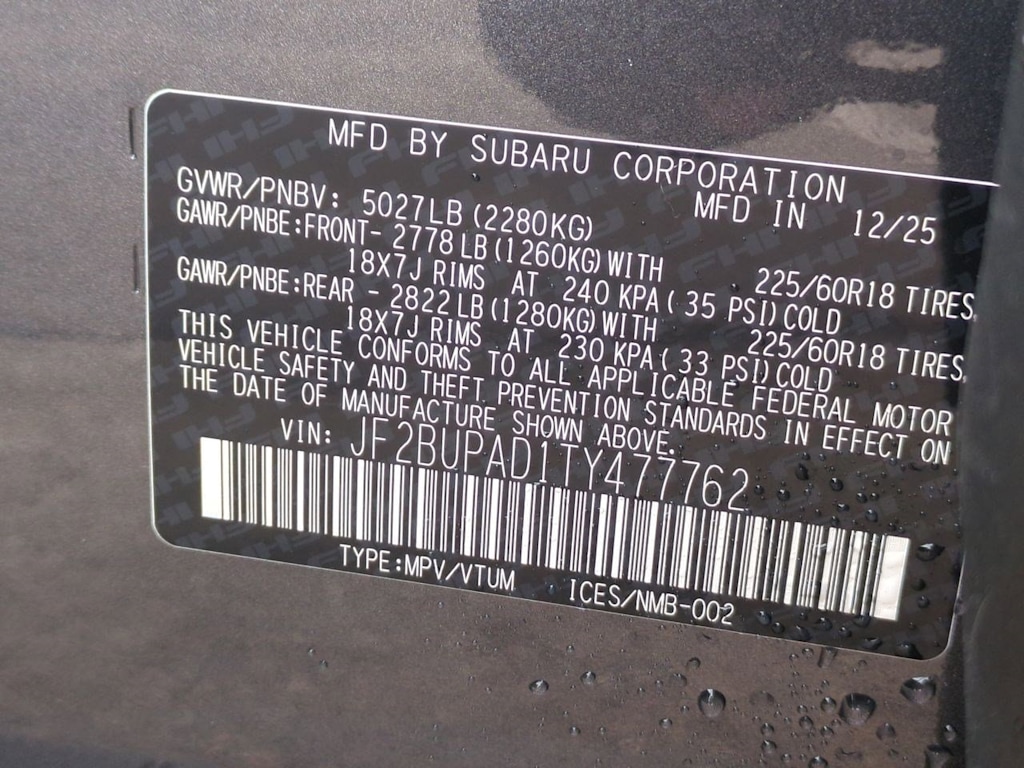 MFD BY SUBARU CORPORATION
GVWR/PNBV: 5027LB (2280KG) MFD IN 12/25
GAWR/PNBE:FRONT- 2778LB (1260KG) WITH 225/60R18 TIRES,
18X7J RIMS AT 240 KPA ( 35 PSI) COLD
GAWR/PNBE:REAR - 2822LB (1280KG) WITH 225/60R18 TIRES,
18X7J RIMS AT 230 KPA ( 33 PSI) COLD
THIS VEHICLE CONFORMS TO ALL APPLICABLE FEDERAL MOTOR
VEHICLE SAFETY AND THEFT PREVENTION STANDARDS IN EFFECT ON
THE DATE OF MANUFACTURE SHOWN ABOVE.
VIN: JF2BUPAD1TY477762
TYPE:MPV/VTUM ICES/NMB-002